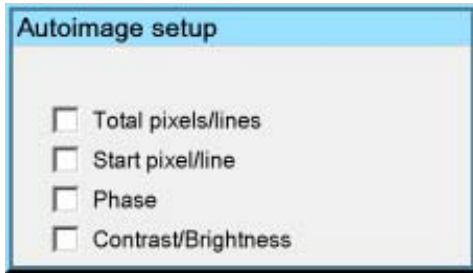 Autoimage setup
Total pixels/lines
Start pixel/line
Phase
Contrast/Brightness